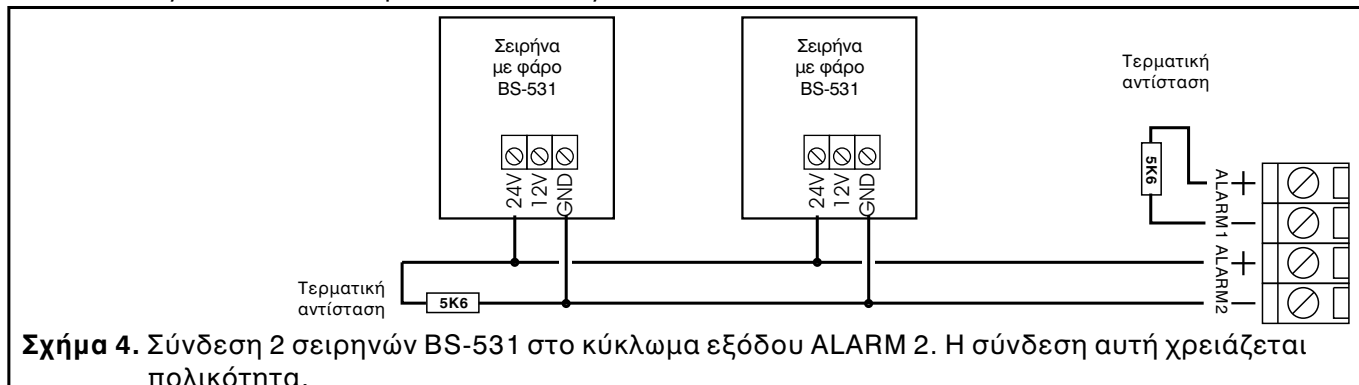 Σειρήνα
με φάρο
BS-531
24V
12V
GND
Σειρήνα
με φάρο
BS-531
24V
12V
GND
Τερματική
αντίσταση
5K6
ALARM1
+
−
ALARM2
+
−
Τερματική
αντίσταση
5K6
Σχήμα 4. Σύνδεση 2 σειρηνών BS-531 στο κύκλωμα εξόδου ALARM 2. Η σύνδεση αυτή χρειάζεται
πολικότητα.